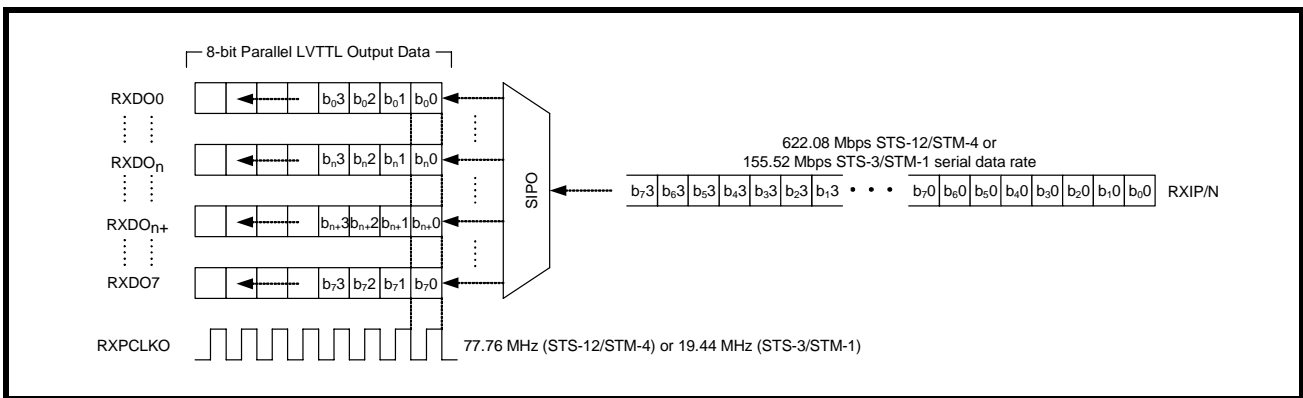 8-bit Parallel LVTTL Output Data
RXDO0
b₀3 b₀2 b₁1 b₀0
RXDOn
bₙ3 bₙ2 bₙ1 bₙ0
RXDOn+
bₙ₊3 bₙ₊2 bₙ₊1 bₙ₊0
RXDO7
b₇3 b₇2 b₇1 b₇0
RXPCLKO
77.76 MHz (STS-12/STM-4) or 19.44 MHz (STS-3/STM-1)
SIPO
622.08 Mbps STS-12/STM-4 or
155.52 Mbps STS-3/STM-1 serial data rate
b₇3 b₆3 b₅3 b₄3 b₃3 b₂3 b₁3 • • • b₇0 b₆0 b₅0 b₄0 b₃0 b₂0 b₁0 b₀0 RXIP/N